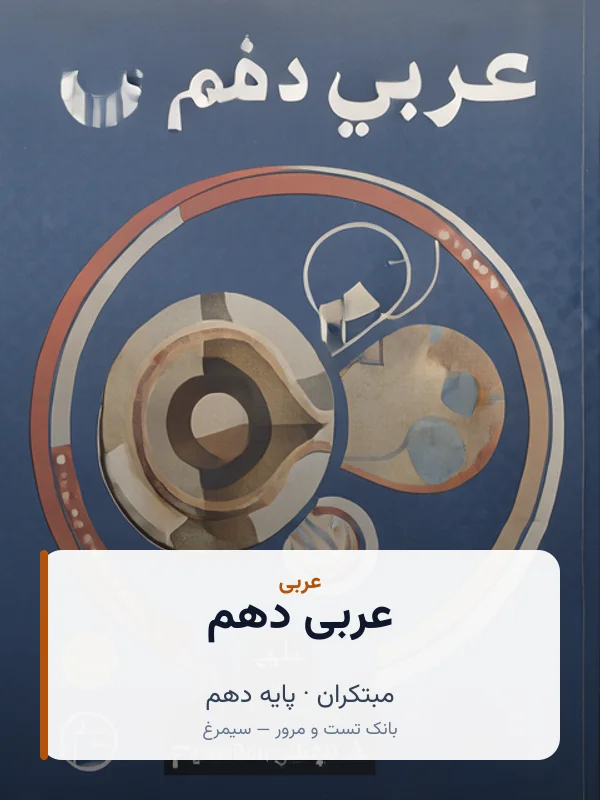 عربي دهم
عربی
عربی دهم
مبتکران · پایه دهم
بانک تست و مرور — سیمرغ